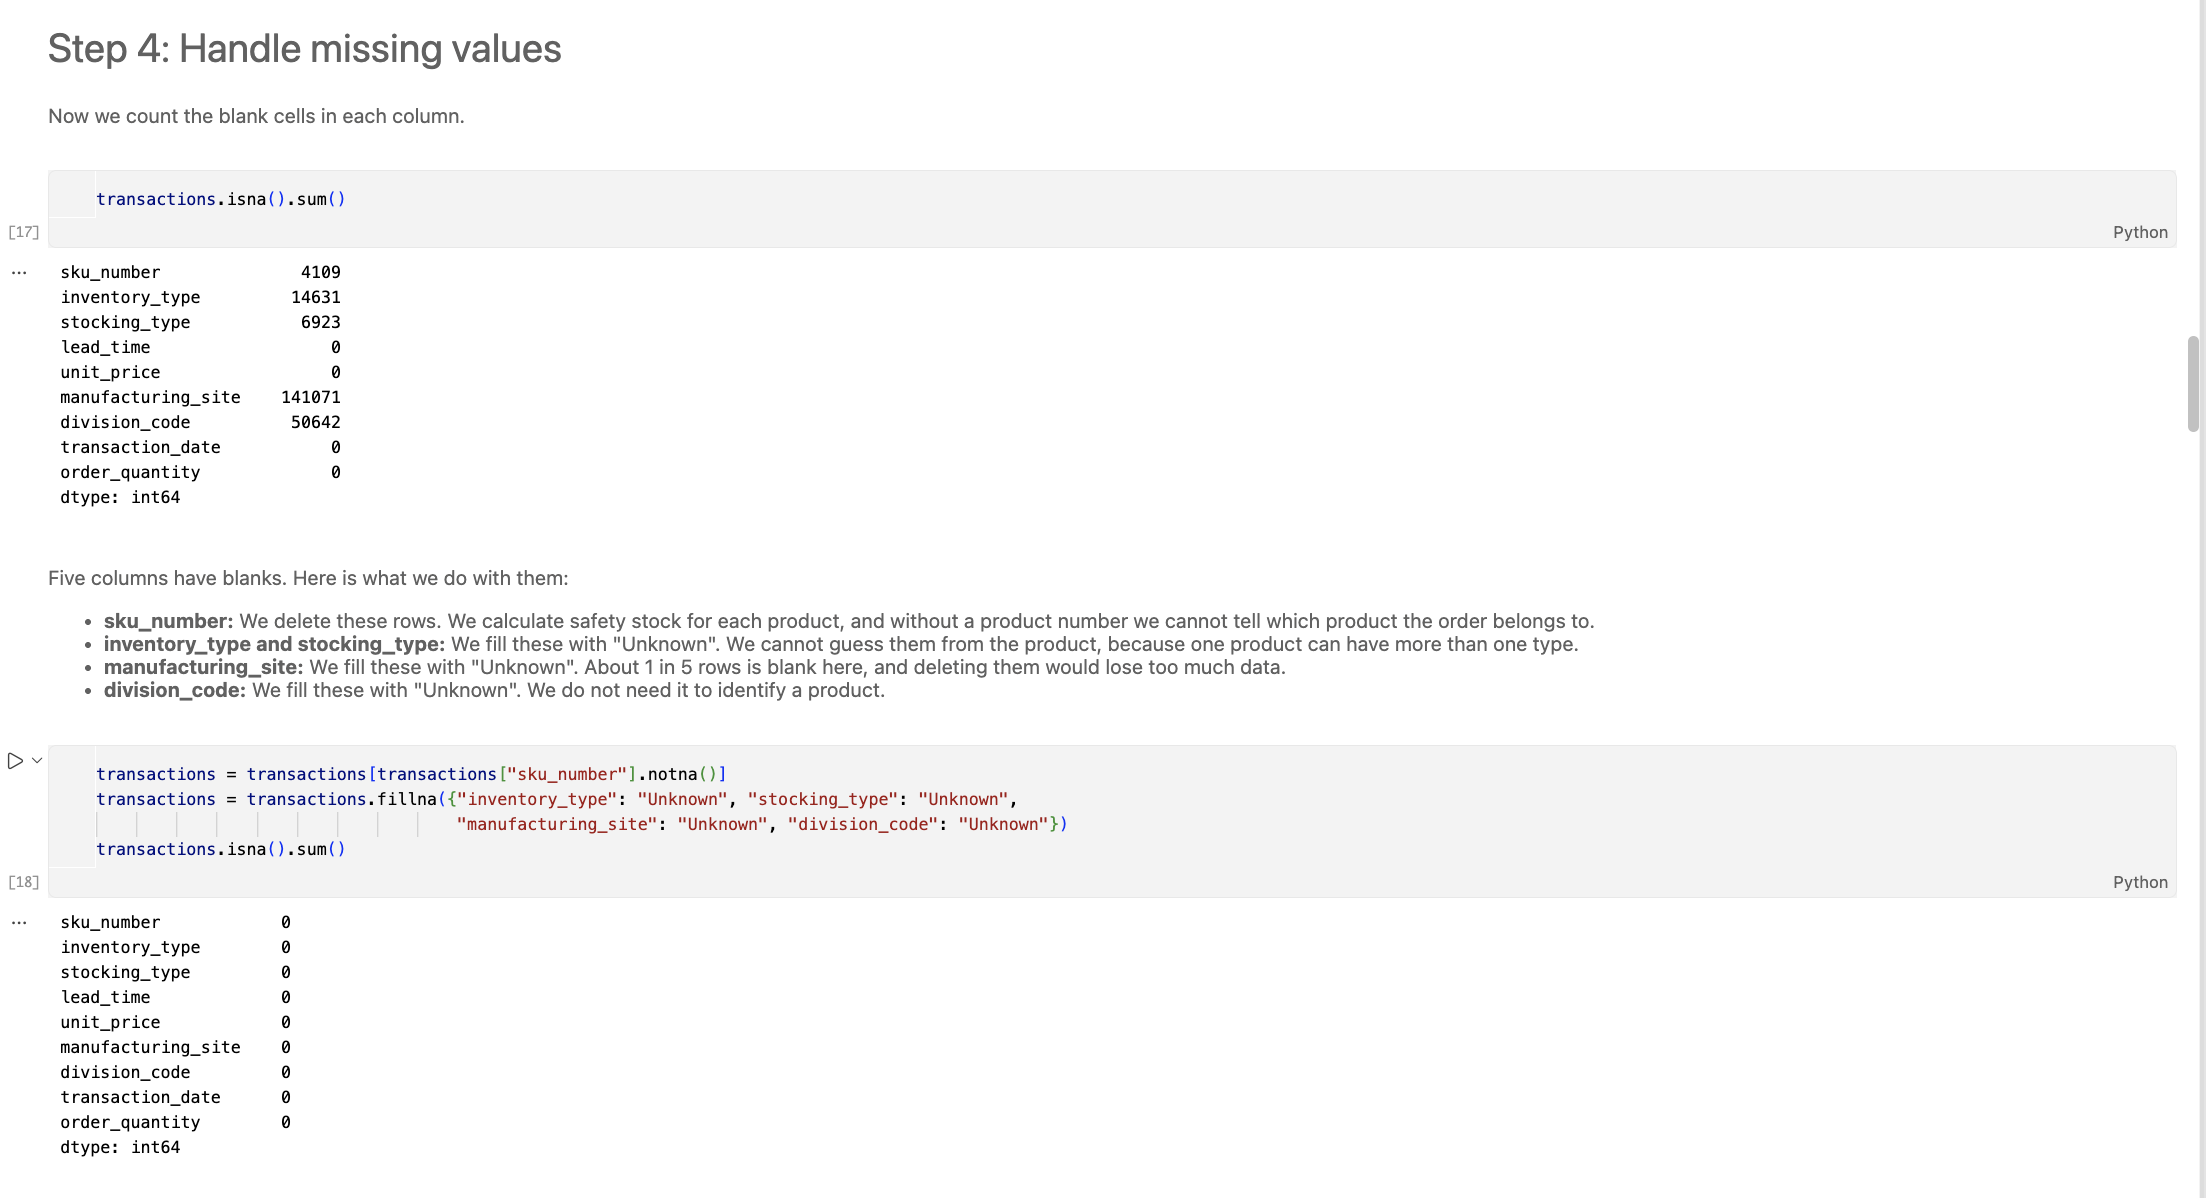 Step 4: Handle missing values
Now we count the blank cells in each column.
transactions.isna().sum()
[17]
Python
...
sku_number 4109
inventory_type 14631
stocking_type 6923
lead_time 0
unit_price 0
manufacturing_site 141071
division_code 50642
transaction_date 0
order_quantity 0
dtype: int64
Five columns have blanks. Here is what we do with them:
• sku_number: We delete these rows. We calculate safety stock for each product, and without a product number we cannot tell which product the order belongs to.
• inventory_type and stocking_type: We fill these with "Unknown". We cannot guess them from the product, because one product can have more than one type.
• manufacturing_site: We fill these with "Unknown". About 1 in 5 rows is blank here, and deleting them would lose too much data.
• division_code: We fill these with "Unknown". We do not need it to identify a product.
transactions = transactions[transactions["sku_number"].notna()]
transactions = transactions.fillna({"inventory_type": "Unknown", "stocking_type": "Unknown",
"manufacturing_site": "Unknown", "division_code": "Unknown"})
transactions.isna().sum()
[18]
Python
...
sku_number 0
inventory_type 0
stocking_type 0
lead_time 0
unit_price 0
manufacturing_site 0
division_code 0
transaction_date 0
order_quantity 0
dtype: int64